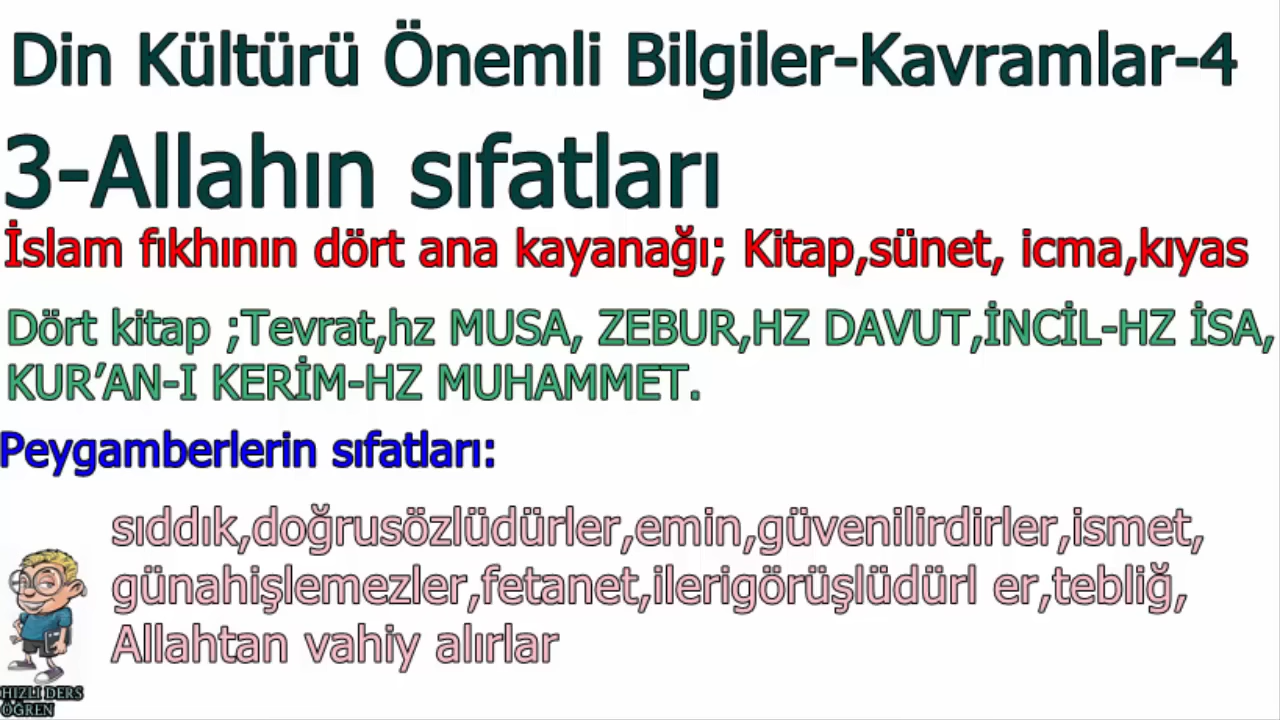 Din Kültürü Önemli Bilgiler-Kavramlar-4
3-Allahın sıfatları
İslam fıkhının dört ana kayanağı; Kitap,sünet, icma,kıyas
Dört kitap ;Tevrat,hz MUSA, ZEBUR,HZ DAVUT,İNCİL-HZ İSA,
KUR’AN-I KERİM-HZ MUHAMMET.
Peygamberlerin sıfatları:
sıddık,doğrusözlüdürler,emin,güvenilirdirler,ismet,
günahişlemezler,fetanet,ilerigörüşlüdürl er,tebliğ,
Allahtan vahiy alırlar
HIZLI DERS
ÖĞREN